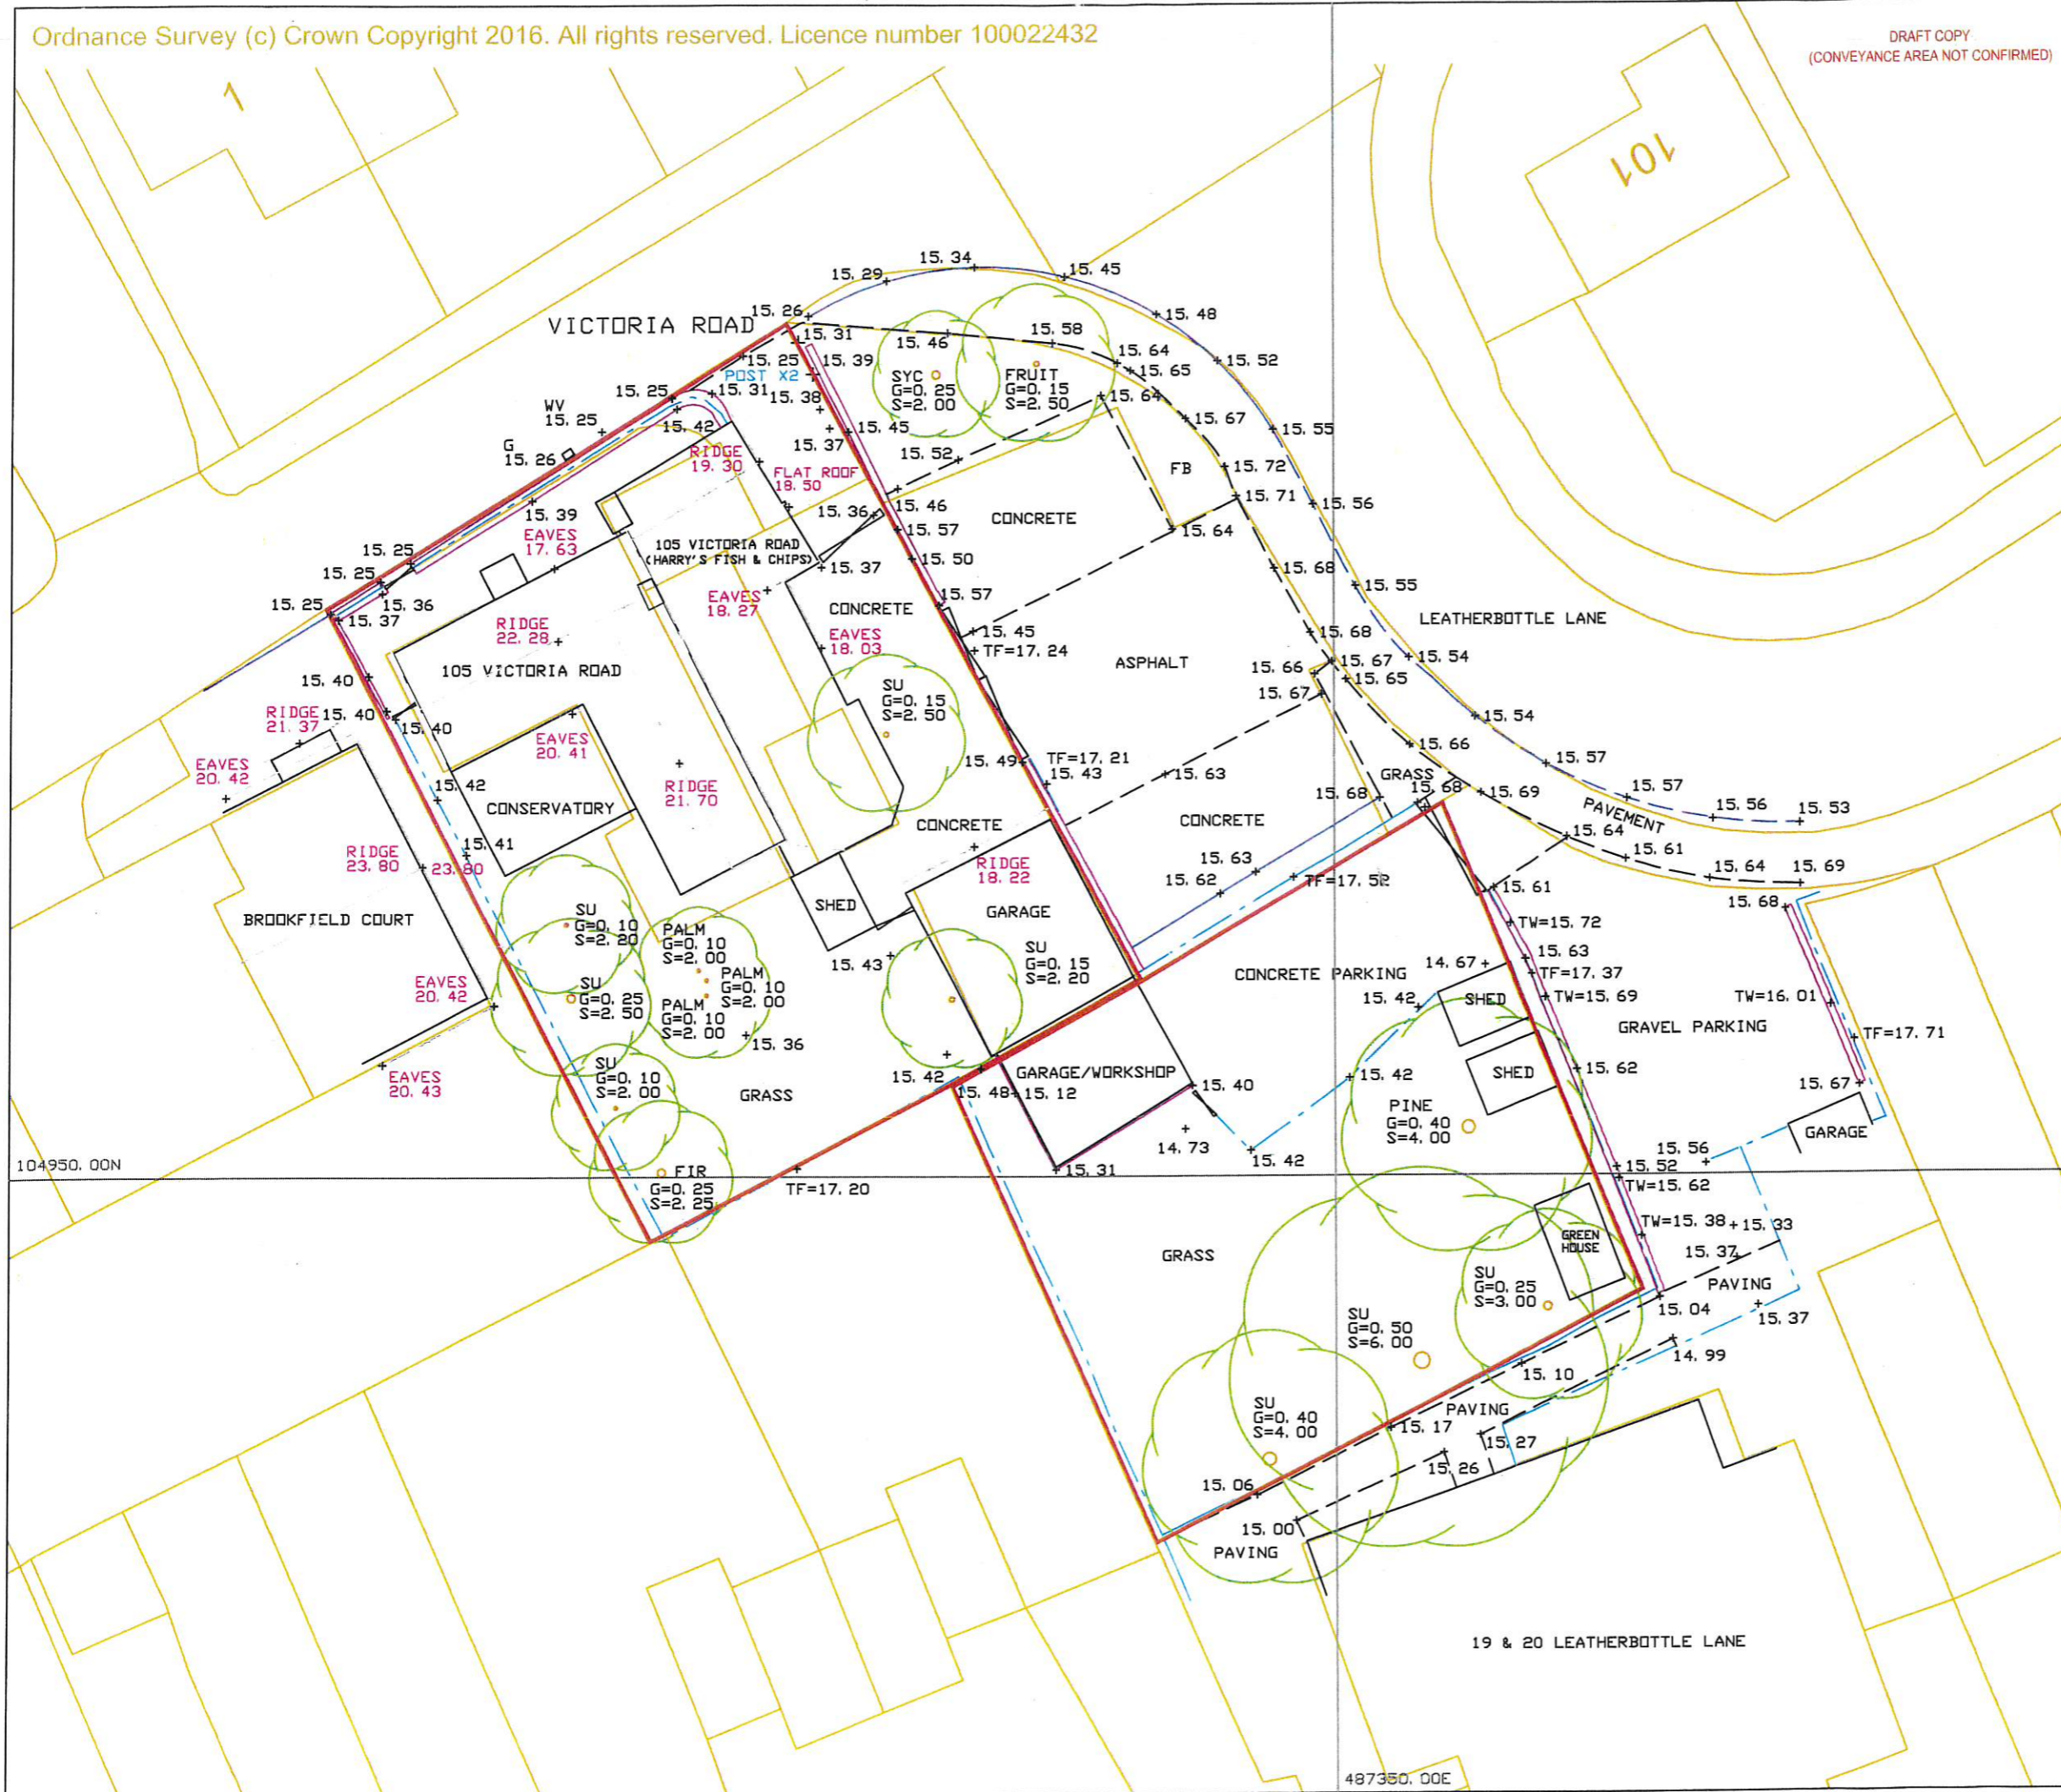 Ordnance Survey (c) Crown Copyright 2016. All rights reserved. Licence number 100022432
DRAFT COPY
(CONVEYANCE AREA NOT CONFIRMED)
1
101
15.34
15.29
15.45
15.26
VICTORIA ROAD
15.48
15.31
15.46
15.58
15.25
15.39
15.64
15.52
POST X2
15.65
15.25
15.31
15.38
SYC
G=0.25
S=2.00
FRUIT
G=0.15
S=2.50
15.64
WV
15.25
15.42
15.45
15.67
15.55
15.37
G
15.26
RIDGE
19.30
15.52
FLAT ROOF
18.50
FB
15.72
15.71
15.39
15.36
15.46
CONCRETE
15.56
15.57
15.64
EAVES
17.63
105 VICTORIA ROAD
(HARRY'S FISH & CHIPS)
15.25
15.50
15.25
15.37
15.68
15.55
15.36
15.57
EAVES
18.27
CONCRETE
15.25
15.37
LEATHERBOTTLE LANE
RIDGE
22.28
EAVES
18.03
15.45
TF=17.24
15.68
105 VICTORIA ROAD
ASPHALT
15.66
15.67
15.65
15.54
15.40
SU
G=0.15
S=2.50
15.67
RIDGE
21.37
15.40
15.40
15.54
EAVES
20.41
15.66
EAVES
20.42
15.49
TF=17.21
15.43
15.63
15.57
15.42
RIDGE
21.70
GRASS
15.68
15.68
15.69
15.57
CONSERVATORY
CONCRETE
CONCRETE
PAVEMENT
15.56
15.53
15.64
15.41
RIDGE
23.80
23.80
RIDGE
18.22
15.63
15.61
15.62
TF=17.52
15.64
15.69
15.61
BROOKFIELD COURT
SHED
GARAGE
15.68
SU
G=0.10
S=2.20
PALM
G=0.10
S=2.00
TW=15.72
15.43
SU
G=0.15
S=2.20
15.63
14.67
CONCRETE PARKING
TF=17.37
EAVES
20.42
SU
G=0.25
S=2.50
PALM
G=0.10
S=2.00
PALM
G=0.10
S=2.00
15.42
SHED
TW=15.69
TW=16.01
GRAVEL PARKING
TF=17.71
15.36
SU
G=0.10
S=2.00
15.42
15.48
15.12
GARAGE/WORKSHOP
15.40
15.42
SHED
15.62
15.67
EAVES
20.43
GRASS
PINE
G=0.40
S=4.00
GARAGE
14.73
15.42
15.56
104950.00N
FIR
G=0.25
S=2.25
TF=17.20
15.31
15.52
TW=15.62
TW=15.38
15.33
GREEN
HOUSE
GRASS
15.37
SU
G=0.25
S=3.00
PAVING
15.04
15.37
SU
G=0.50
S=6.00
14.99
15.10
SU
G=0.40
S=4.00
PAVING
15.17
15.27
15.26
15.06
15.00
PAVING
19 & 20 LEATHERBOTTLE LANE
487350.00E